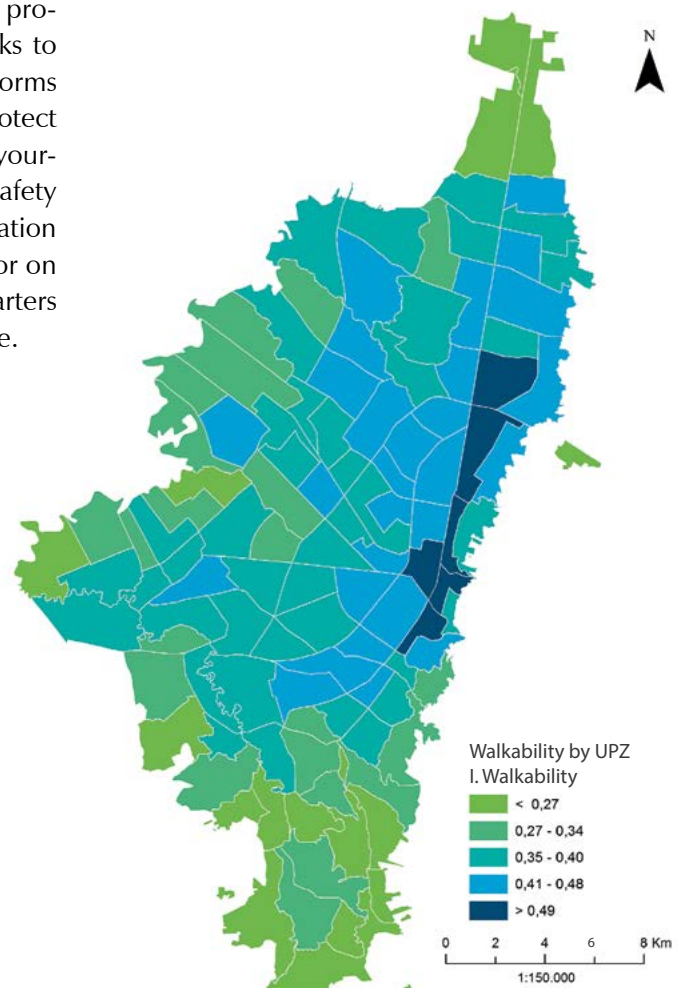 pro-
ks to
orms
otect
your-
afety
ation
or on
arters
e.
N
Walkability by UPZ
I. Walkability
< 0,27
0,27 - 0,34
0,35 - 0,40
0,41 - 0,48
> 0,49
0 2 4 6 8 Km
1:150.000